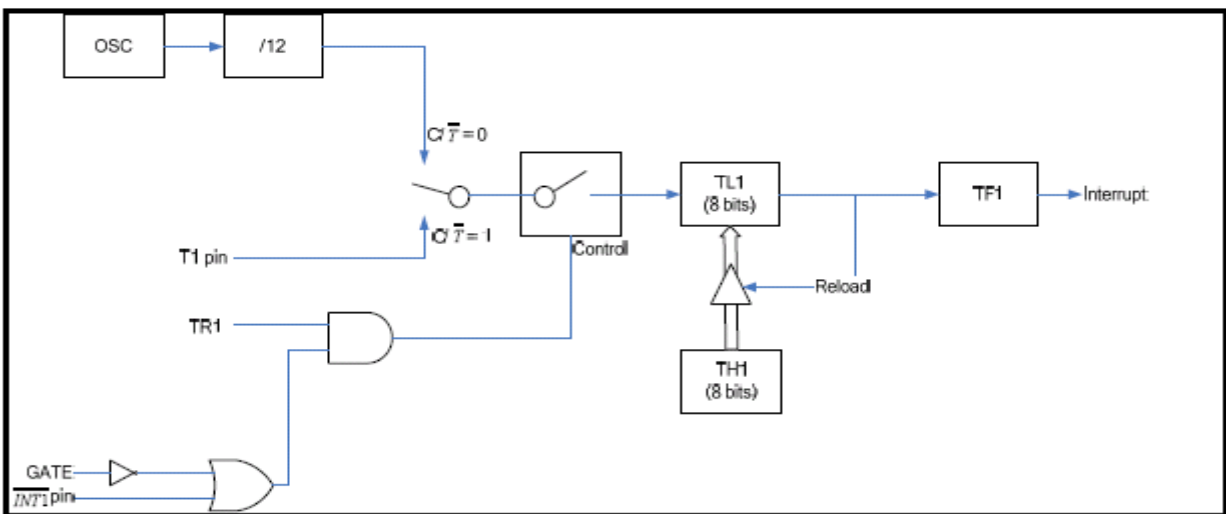 OSC
/12
C/T̅=0
TL1
(8 bits)
TF1
Interrupt
C/T̅=1
Control
T1 pin
Reload
TR1
TH1
(8 bits)
GATE
I̅N̅T̅1̅ pin